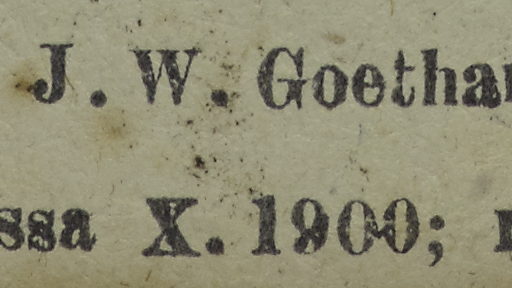 J. W. Goethan
ssa X. 1900;